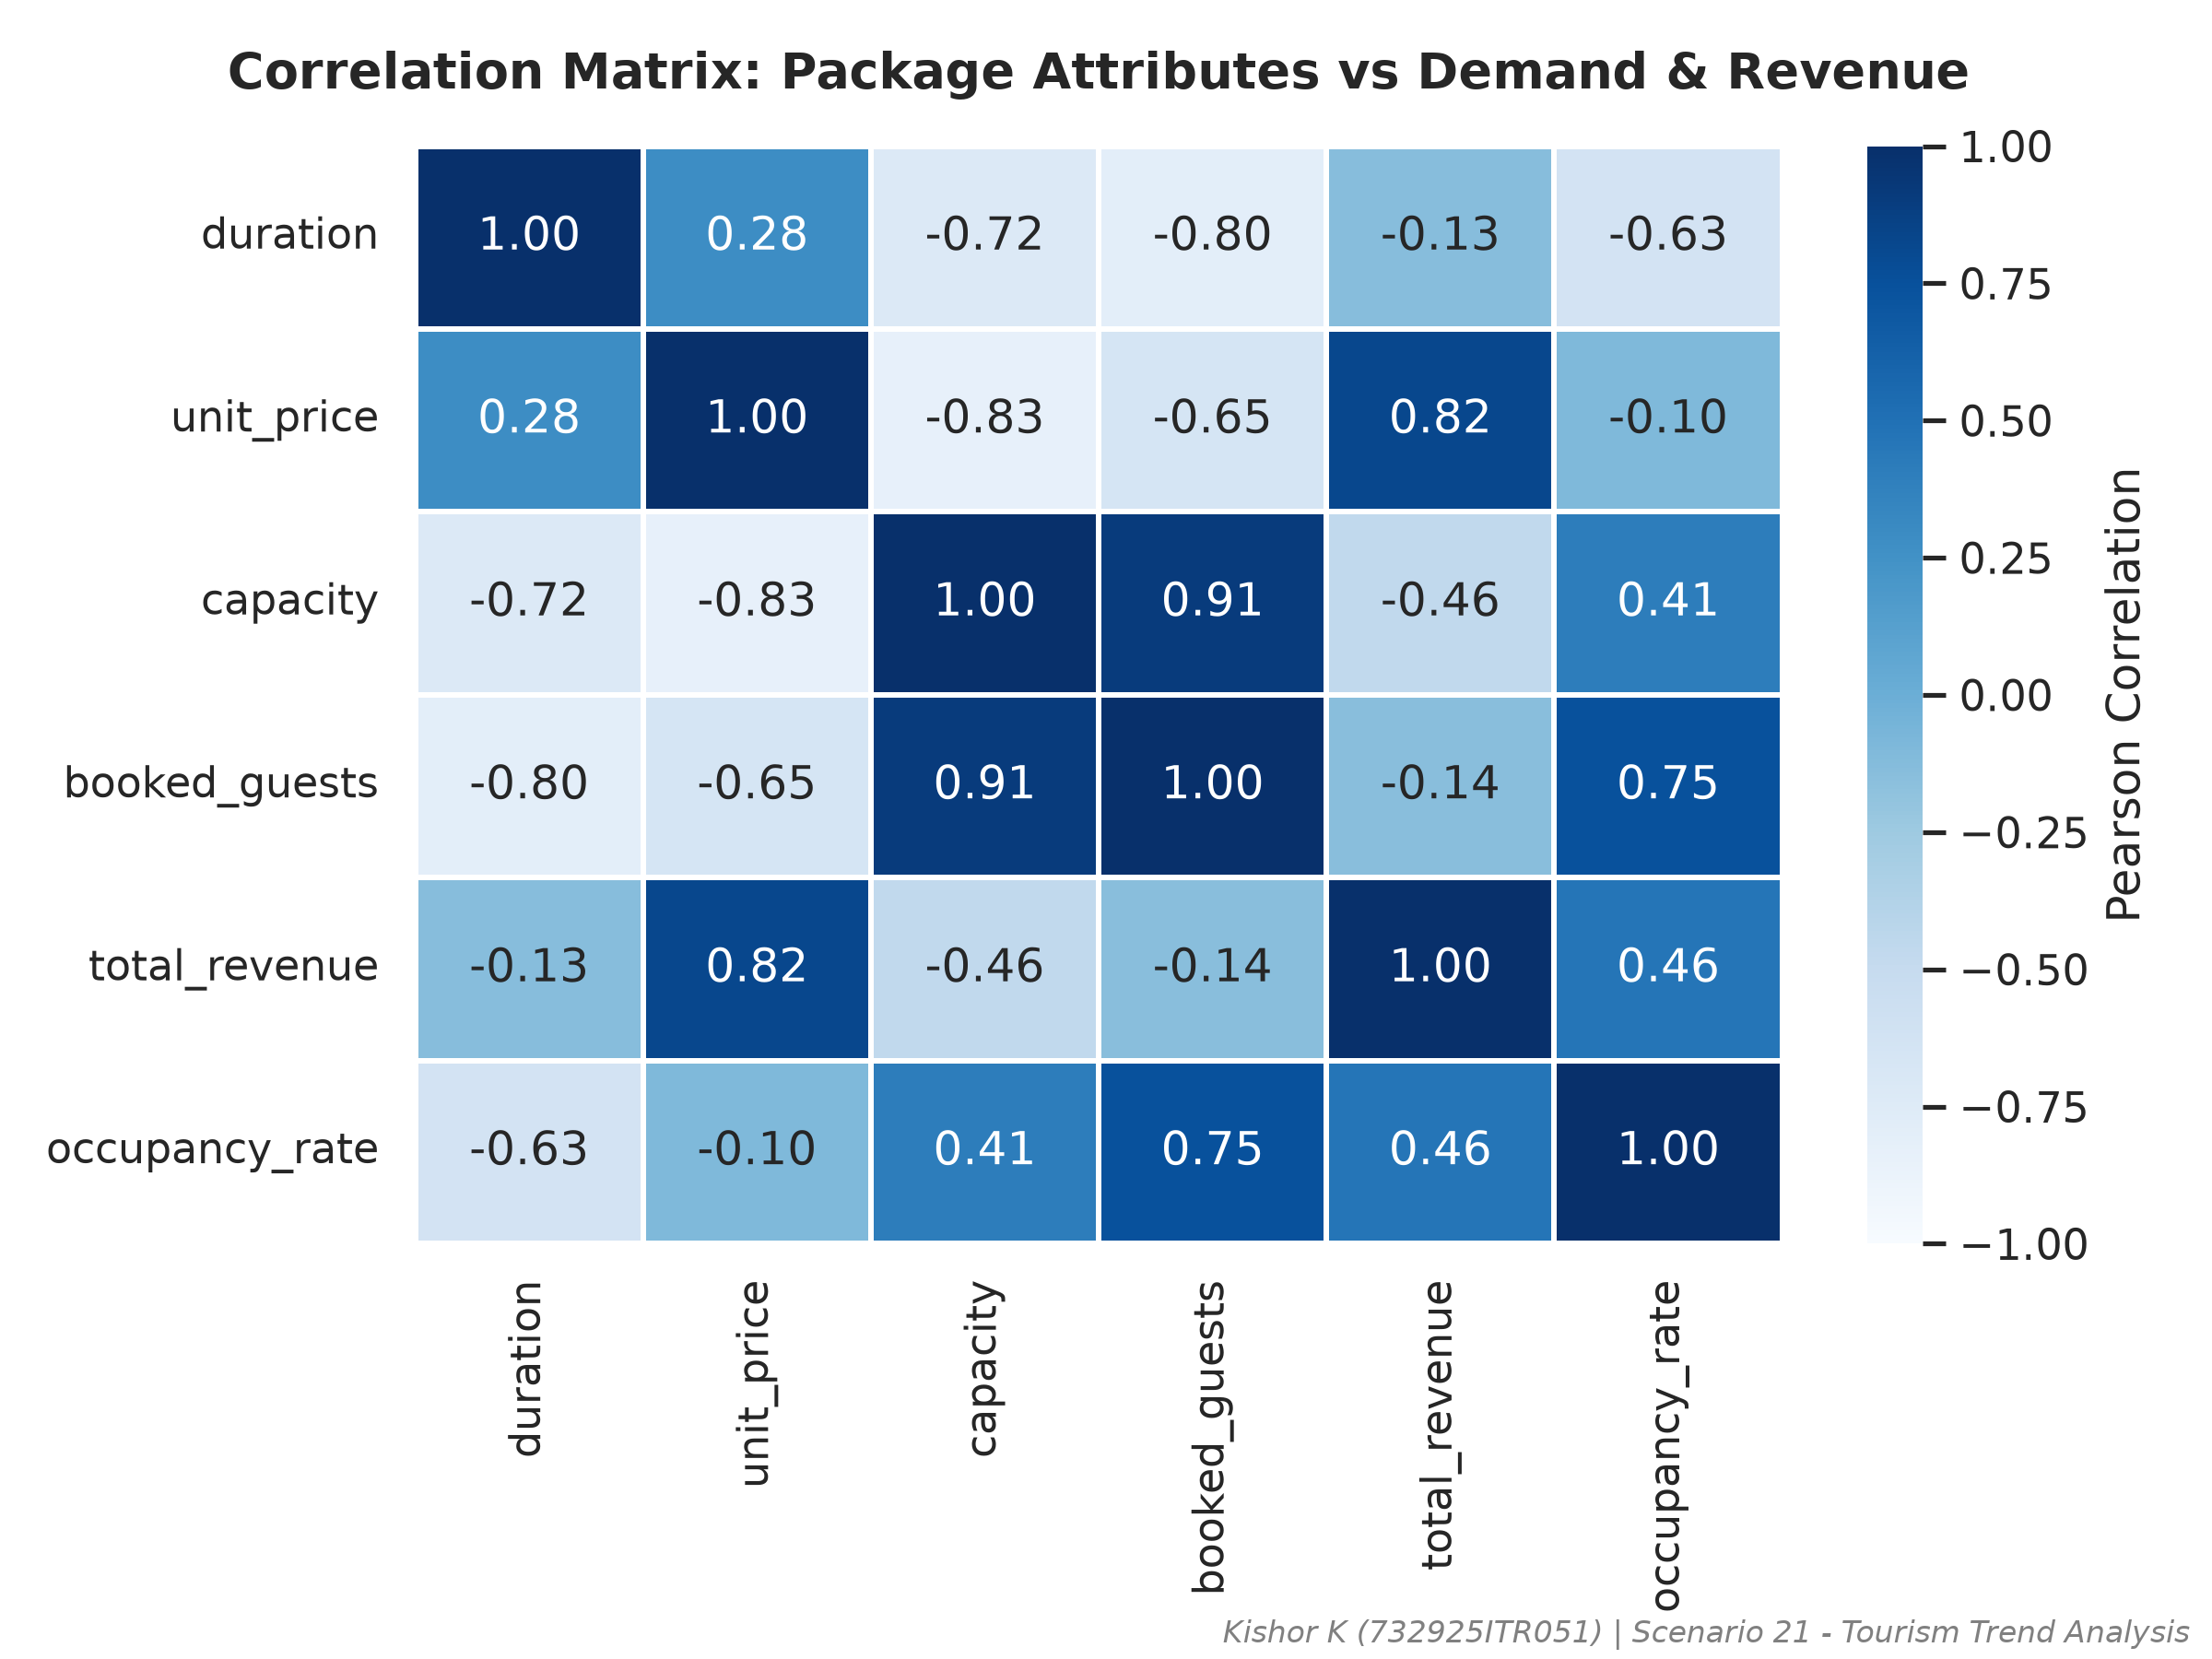 Correlation Matrix: Package Attributes vs Demand & Revenue
duration 1.00 0.28 -0.72 -0.80 -0.13 -0.63
unit_price 0.28 1.00 -0.83 -0.65 0.82 -0.10
capacity -0.72 -0.83 1.00 0.91 -0.46 0.41
booked_guests -0.80 -0.65 0.91 1.00 -0.14 0.75
total_revenue -0.13 0.82 -0.46 -0.14 1.00 0.46
occupancy_rate -0.63 -0.10 0.41 0.75 0.46 1.00
duration unit_price capacity booked_guests total_revenue occupancy_rate
1.00
0.75
0.50
0.25
0.00
−0.25
−0.50
−0.75
−1.00
Pearson Correlation
Kishor K (732925ITR051) | Scenario 21 - Tourism Trend Analysis